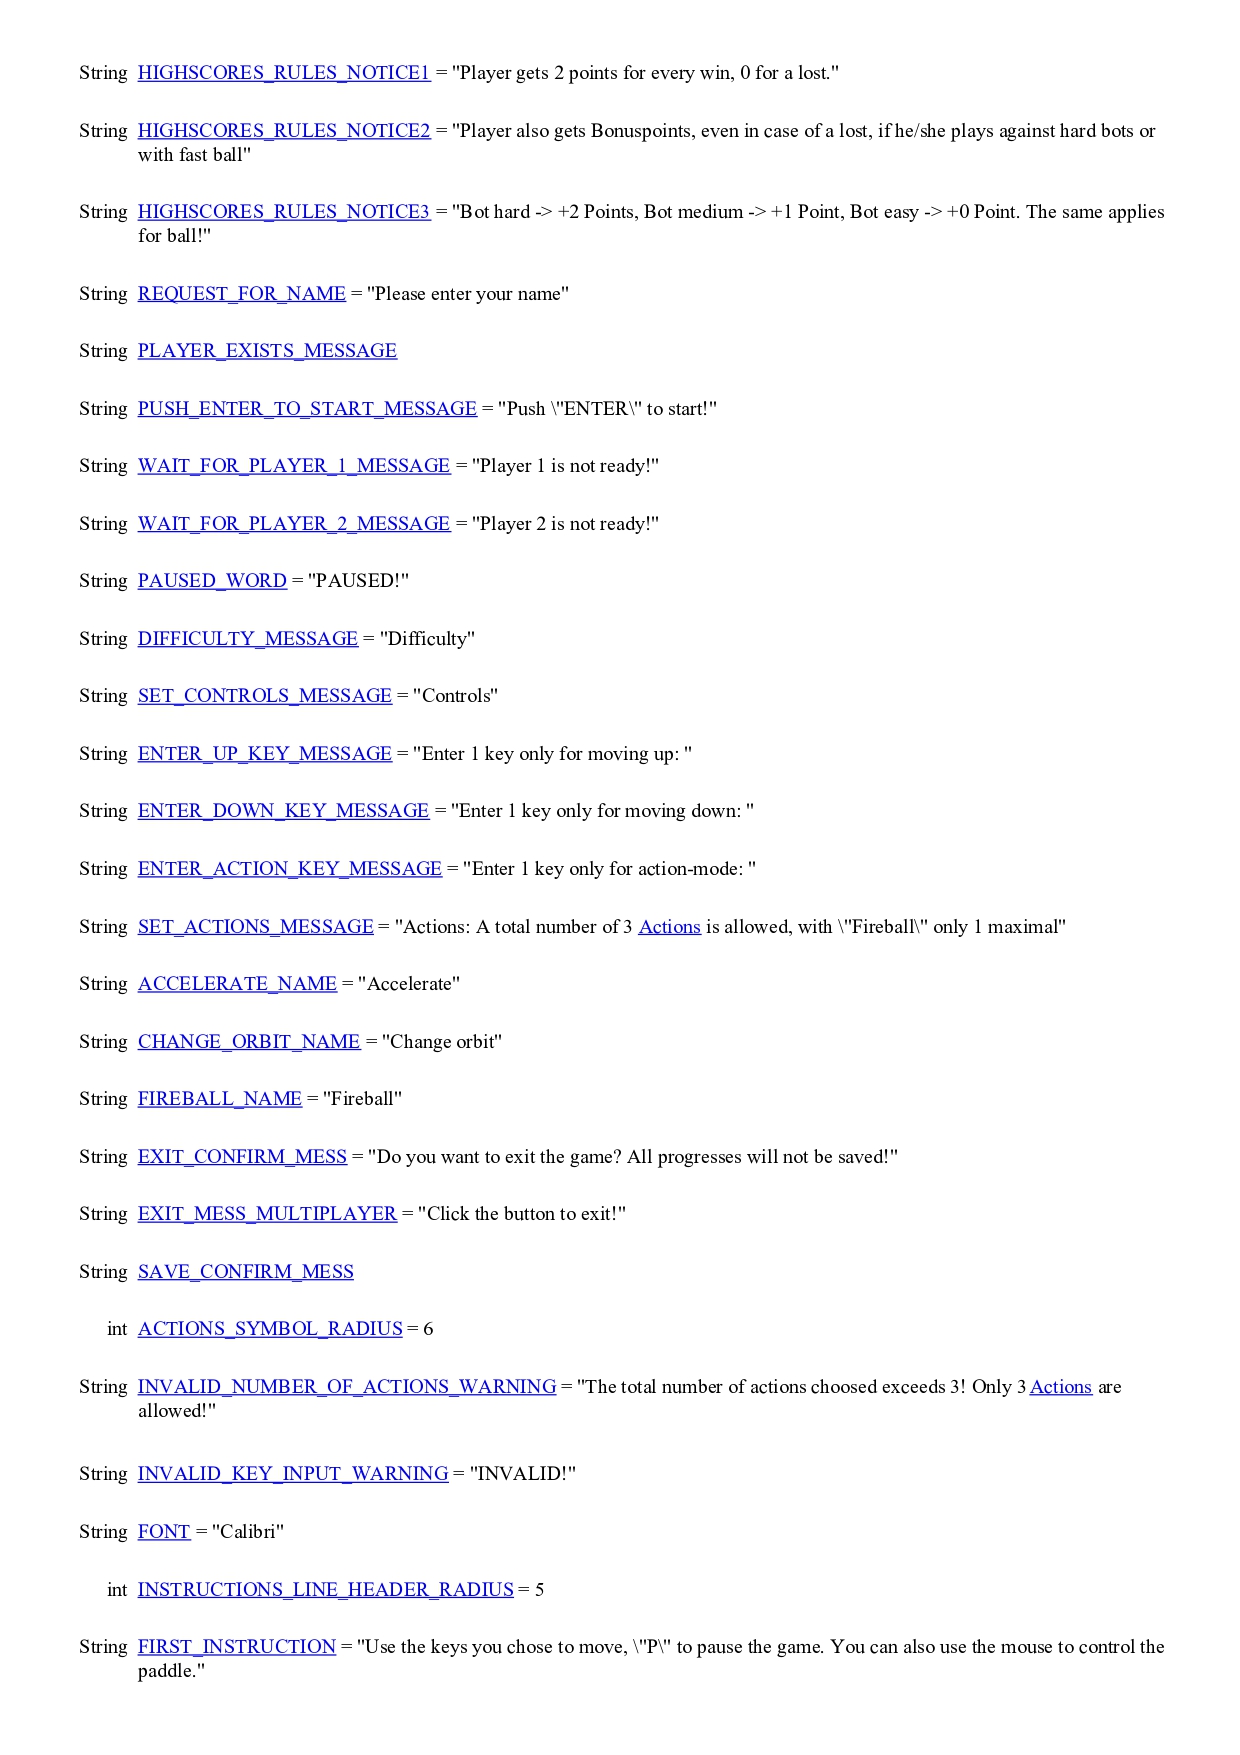 String HIGHSCORES_RULES_NOTICE1 = "Player gets 2 points for every win, 0 for a lost."
String HIGHSCORES_RULES_NOTICE2 = "Player also gets Bonuspoints, even in case of a lost, if he/she plays against hard bots or
with fast ball"
String HIGHSCORES_RULES_NOTICE3 = "Bot hard -> +2 Points, Bot medium -> +1 Point, Bot easy -> +0 Point. The same applies
for ball!"
String REQUEST_FOR_NAME = "Please enter your name"
String PLAYER_EXISTS_MESSAGE
String PUSH_ENTER_TO_START_MESSAGE = "Push \"ENTER\" to start!"
String WAIT_FOR_PLAYER_1_MESSAGE = "Player 1 is not ready!"
String WAIT_FOR_PLAYER_2_MESSAGE = "Player 2 is not ready!"
String PAUSED_WORD = "PAUSED!"
String DIFFICULTY_MESSAGE = "Difficulty"
String SET_CONTROLS_MESSAGE = "Controls"
String ENTER_UP_KEY_MESSAGE = "Enter 1 key only for moving up: "
String ENTER_DOWN_KEY_MESSAGE = "Enter 1 key only for moving down: "
String ENTER_ACTION_KEY_MESSAGE = "Enter 1 key only for action-mode: "
String SET_ACTIONS_MESSAGE = "Actions: A total number of 3 Actions is allowed, with \"Fireball\" only 1 maximal"
String ACCELERATE_NAME = "Accelerate"
String CHANGE_ORBIT_NAME = "Change orbit"
String FIREBALL_NAME = "Fireball"
String EXIT_CONFIRM_MESS = "Do you want to exit the game? All progresses will not be saved!"
String EXIT_MESS_MULTIPLAYER = "Click the button to exit!"
String SAVE_CONFIRM_MESS
int ACTIONS_SYMBOL_RADIUS = 6
String INVALID_NUMBER_OF_ACTIONS_WARNING = "The total number of actions choosed exceeds 3! Only 3 Actions are
allowed!"
String INVALID_KEY_INPUT_WARNING = "INVALID!"
String FONT = "Calibri"
int INSTRUCTIONS_LINE_HEADER_RADIUS = 5
String FIRST_INSTRUCTION = "Use the keys you chose to move, \"P\" to pause the game. You can also use the mouse to control the
paddle."